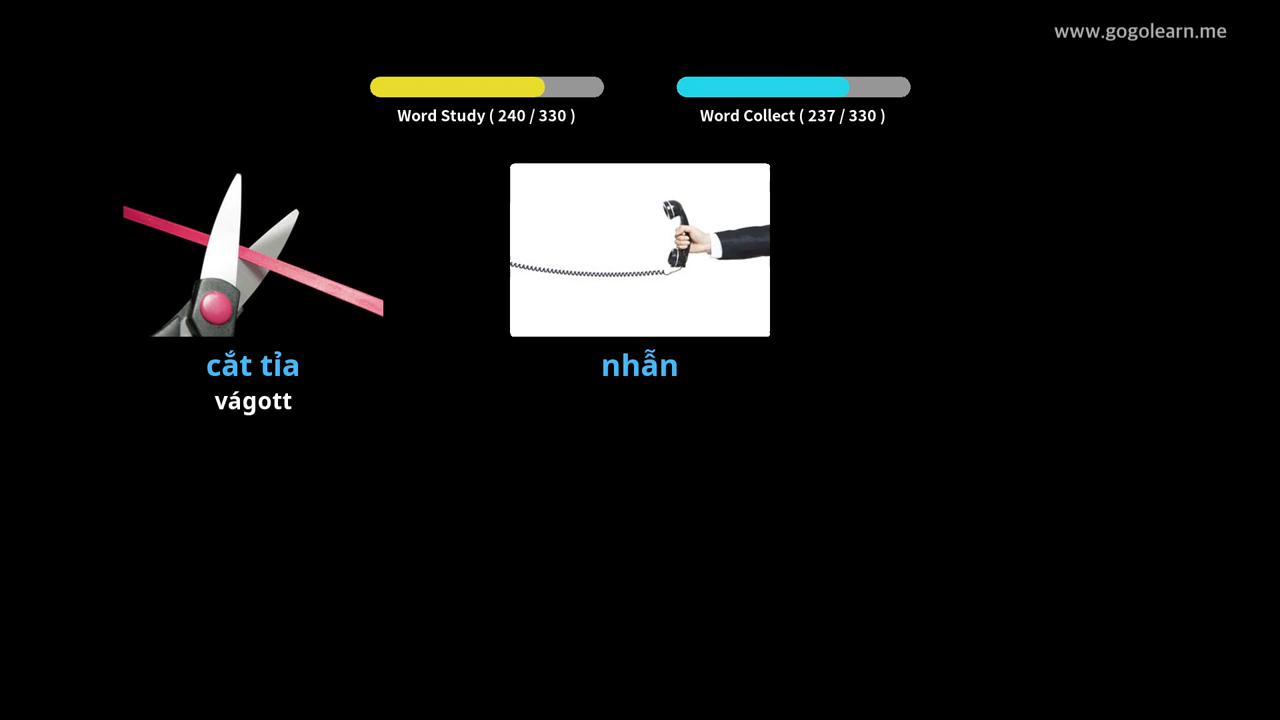 www.gogolearn.me
Word Study ( 240 / 330 )
Word Collect ( 237 / 330 )
cắt tỉa
vágott
nhẫn